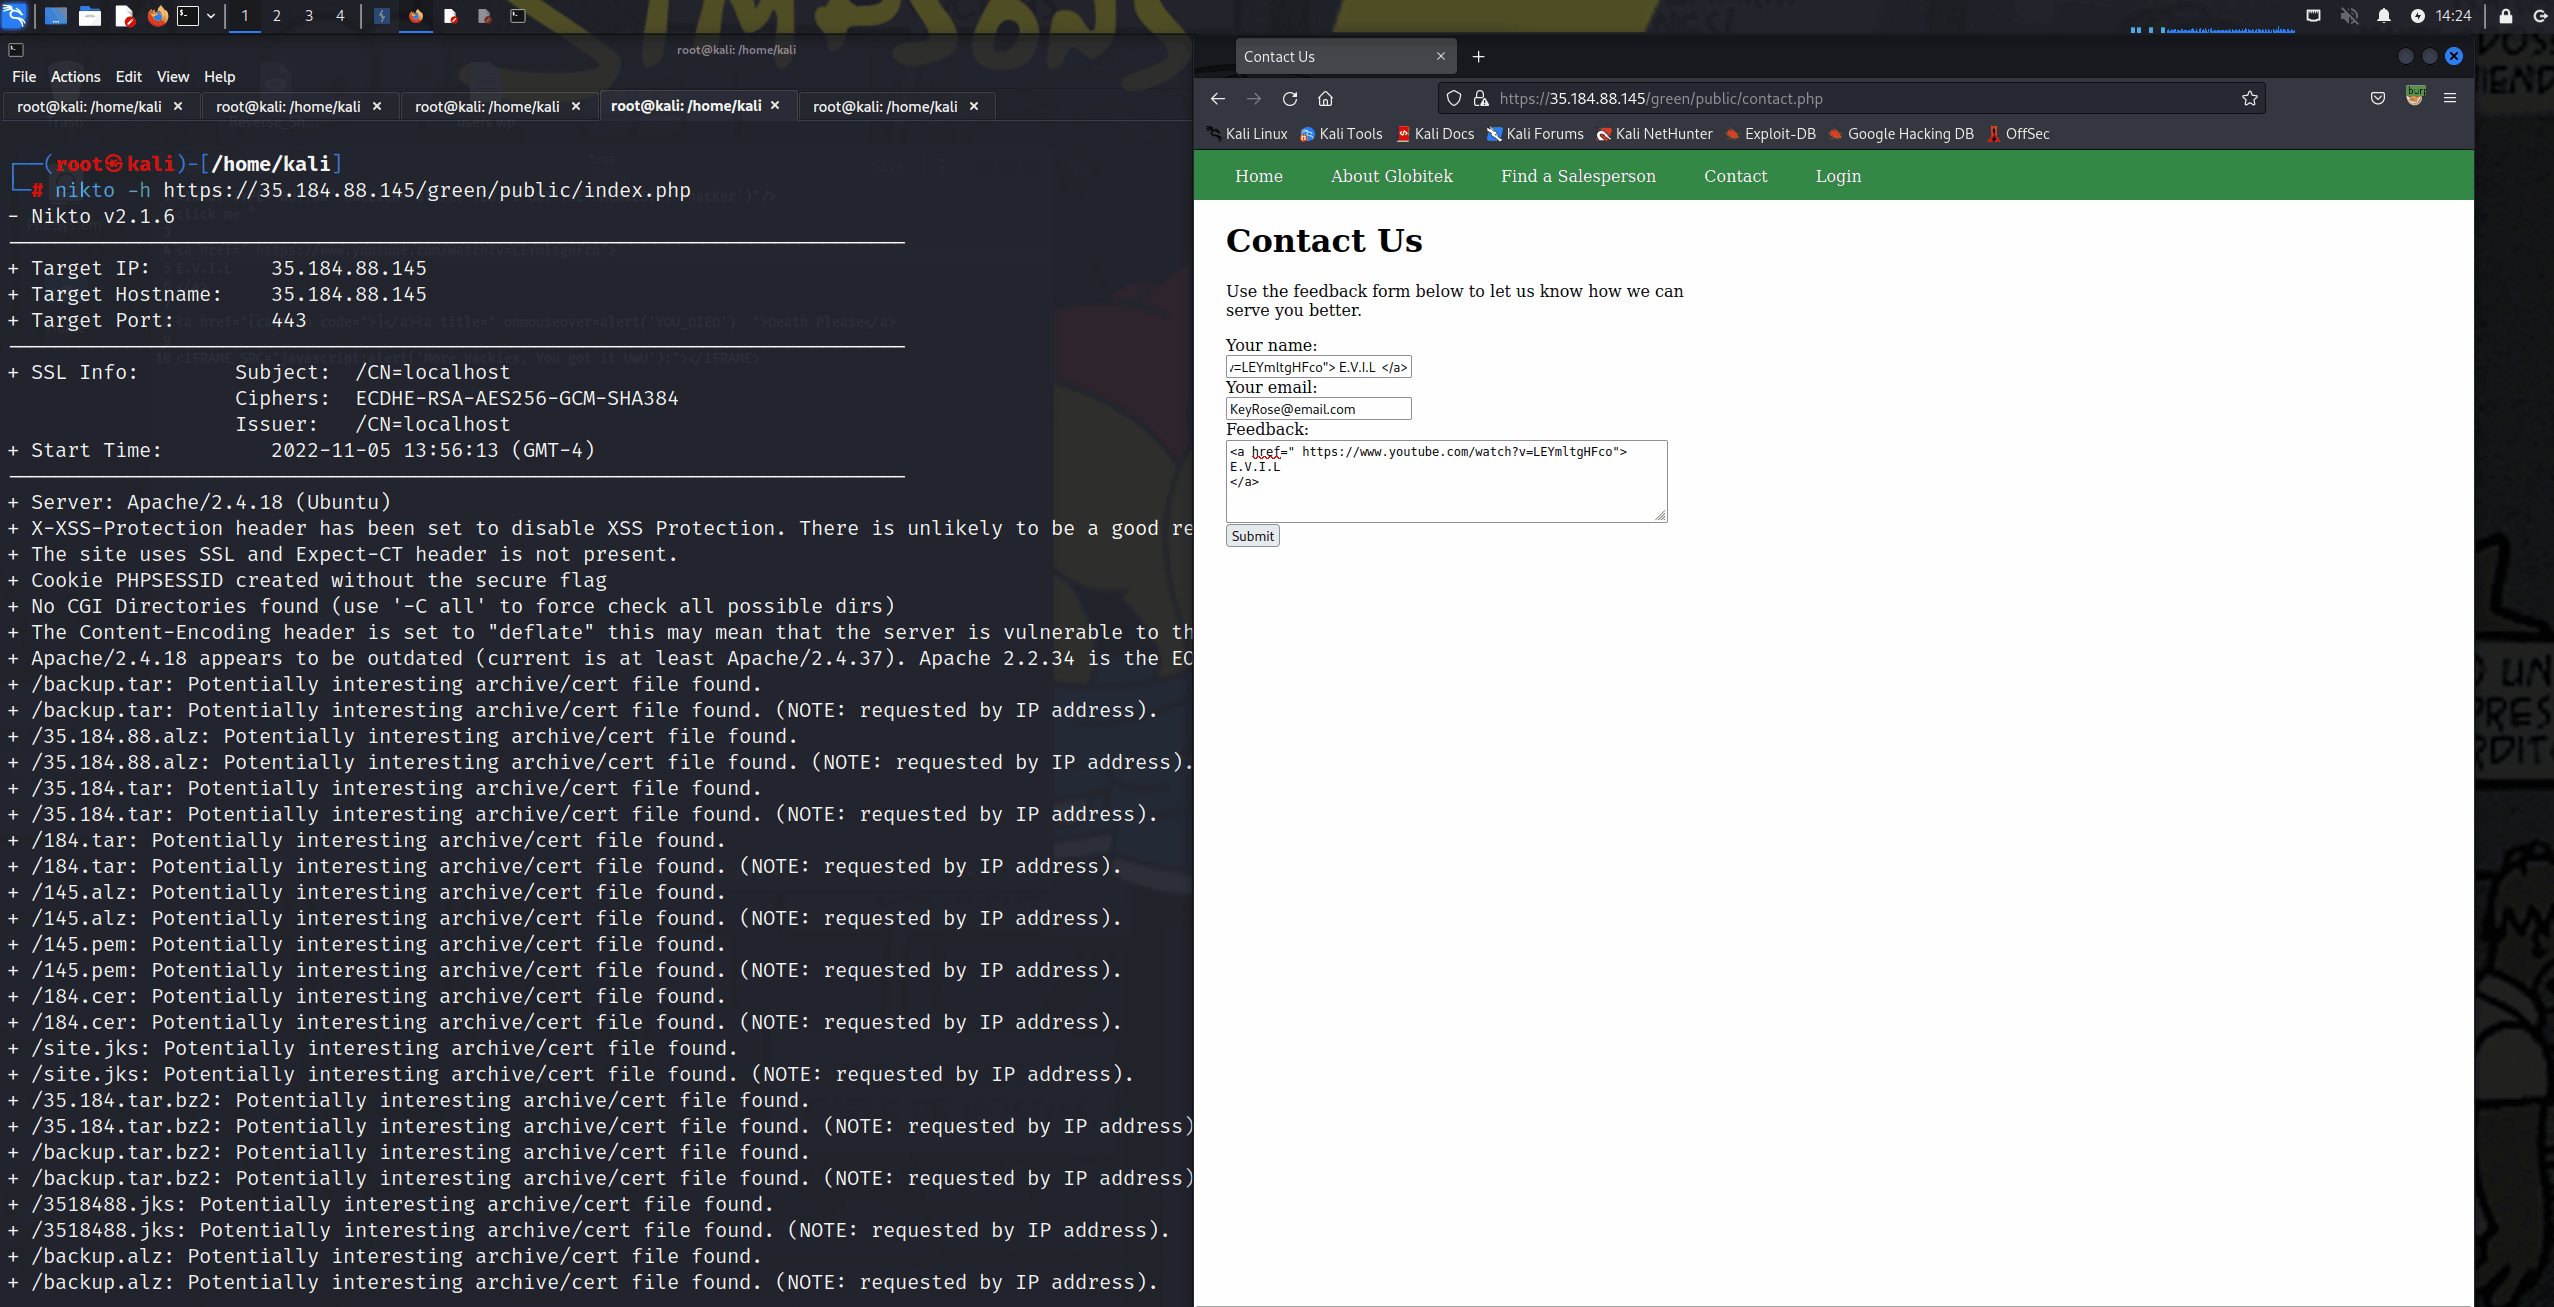 1 2 3 4
14:24
root@kali: /home/kali
File Actions Edit View Help
root@kali: /home/kali × root@kali: /home/kali × root@kali: /home/kali × root@kali: /home/kali × root@kali: /home/kali ×
┌──(root㉿kali)-[/home/kali]
└─# nikto -h https://35.184.88.145/green/public/index.php
- Nikto v2.1.6
+ Target IP: 35.184.88.145
+ Target Hostname: 35.184.88.145
+ Target Port: 443
+ SSL Info: Subject: /CN=localhost
Ciphers: ECDHE-RSA-AES256-GCM-SHA384
Issuer: /CN=localhost
+ Start Time: 2022-11-05 13:56:13 (GMT-4)
+ Server: Apache/2.4.18 (Ubuntu)
+ X-XSS-Protection header has been set to disable XSS Protection. There is unlikely to be a good re
+ The site uses SSL and Expect-CT header is not present.
+ Cookie PHPSESSID created without the secure flag
+ No CGI Directories found (use '-C all' to force check all possible dirs)
+ The Content-Encoding header is set to "deflate" this may mean that the server is vulnerable to th
+ Apache/2.4.18 appears to be outdated (current is at least Apache/2.4.37). Apache 2.2.34 is the EO
+ /backup.tar: Potentially interesting archive/cert file found.
+ /backup.tar: Potentially interesting archive/cert file found. (NOTE: requested by IP address).
+ /35.184.88.alz: Potentially interesting archive/cert file found.
+ /35.184.88.alz: Potentially interesting archive/cert file found. (NOTE: requested by IP address).
+ /35.184.tar: Potentially interesting archive/cert file found.
+ /35.184.tar: Potentially interesting archive/cert file found. (NOTE: requested by IP address).
+ /184.tar: Potentially interesting archive/cert file found.
+ /184.tar: Potentially interesting archive/cert file found. (NOTE: requested by IP address).
+ /145.alz: Potentially interesting archive/cert file found.
+ /145.alz: Potentially interesting archive/cert file found. (NOTE: requested by IP address).
+ /145.pem: Potentially interesting archive/cert file found.
+ /145.pem: Potentially interesting archive/cert file found. (NOTE: requested by IP address).
+ /184.cer: Potentially interesting archive/cert file found.
+ /184.cer: Potentially interesting archive/cert file found. (NOTE: requested by IP address).
+ /site.jks: Potentially interesting archive/cert file found.
+ /site.jks: Potentially interesting archive/cert file found. (NOTE: requested by IP address).
+ /35.184.tar.bz2: Potentially interesting archive/cert file found.
+ /35.184.tar.bz2: Potentially interesting archive/cert file found. (NOTE: requested by IP address)
+ /backup.tar.bz2: Potentially interesting archive/cert file found.
+ /backup.tar.bz2: Potentially interesting archive/cert file found. (NOTE: requested by IP address)
+ /3518488.jks: Potentially interesting archive/cert file found.
+ /3518488.jks: Potentially interesting archive/cert file found. (NOTE: requested by IP address).
+ /backup.alz: Potentially interesting archive/cert file found.
+ /backup.alz: Potentially interesting archive/cert file found. (NOTE: requested by IP address).
Contact Us
https://35.184.88.145/green/public/contact.php
Kali Linux Kali Tools Kali Docs Kali Forums Kali NetHunter Exploit-DB Google Hacking DB OffSec
Home About Globitek Find a Salesperson Contact Login
Contact Us
Use the feedback form below to let us know how we can
serve you better.
Your name:
v=LEYmltgHFco"> E.V.I.L </a>
Your email:
KeyRose@email.com
Feedback:
<a href=" https://www.youtube.com/watch?v=LEYmltgHFco">
E.V.I.L
</a>
Submit